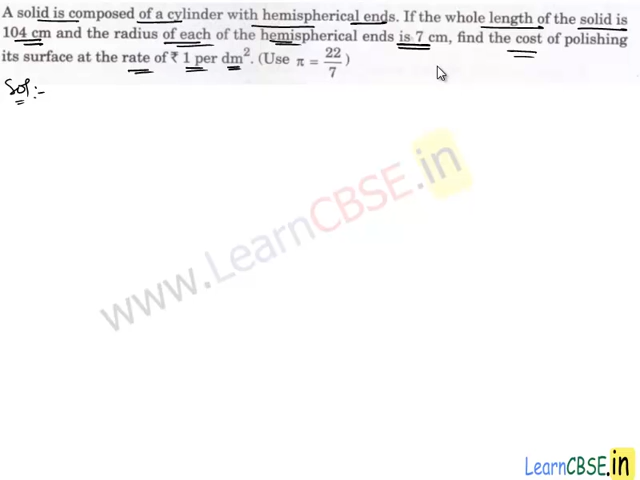 A solid is composed of a cylinder with hemispherical ends. If the whole length of the solid is
104 cm and the radius of each of the hemispherical ends is 7 cm, find the cost of polishing
its surface at the rate of ₹ 1 per dm². (Use π = 22/7)
Sol:-
www.LearnCBSE.in
LearnCBSE.in